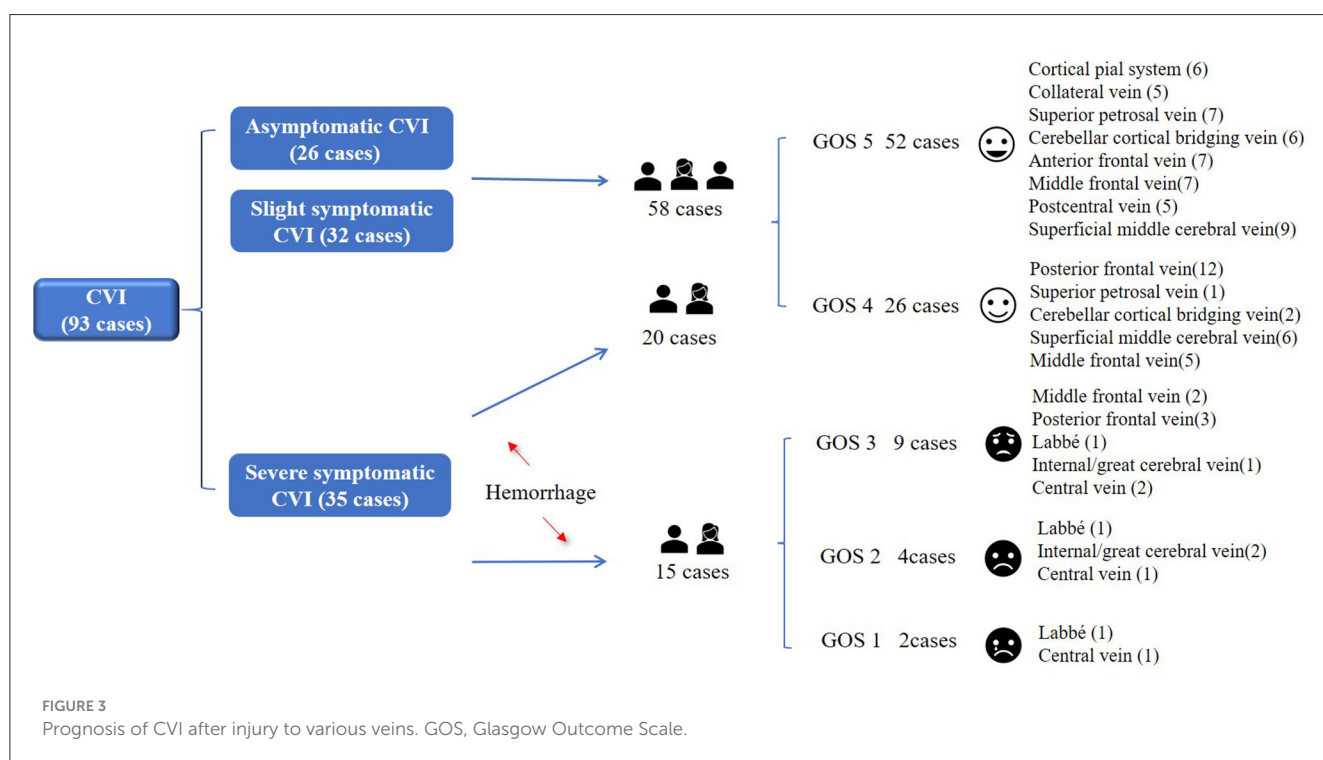 CVI
(93 cases)
Asymptomatic CVI
(26 cases)
Slight symptomatic
CVI (32 cases)
Severe symptomatic
CVI (35 cases)
Hemorrhage
58 cases
20 cases
15 cases
GOS 5 52 cases
Cortical pial system (6)
Collateral vein (5)
Superior petrosal vein (7)
Cerebellar cortical bridging vein (6)
Anterior frontal vein (7)
Middle frontal vein(7)
Postcentral vein (5)
Superficial middle cerebral vein(9)
GOS 4 26 cases
Posterior frontal vein(12)
Superior petrosal vein (1)
Cerebellar cortical bridging vein(2)
Superficial middle cerebral vein(6)
Middle frontal vein(5)
GOS 3 9 cases
Middle frontal vein (2)
Posterior frontal vein(3)
Labbé (1)
Internal/great cerebral vein(1)
Central vein (2)
GOS 2 4cases
Labbé (1)
Internal/great cerebral vein(2)
Central vein (1)
GOS 1 2cases
Labbé (1)
Central vein (1)
FIGURE 3
Prognosis of CVI after injury to various veins. GOS, Glasgow Outcome Scale.